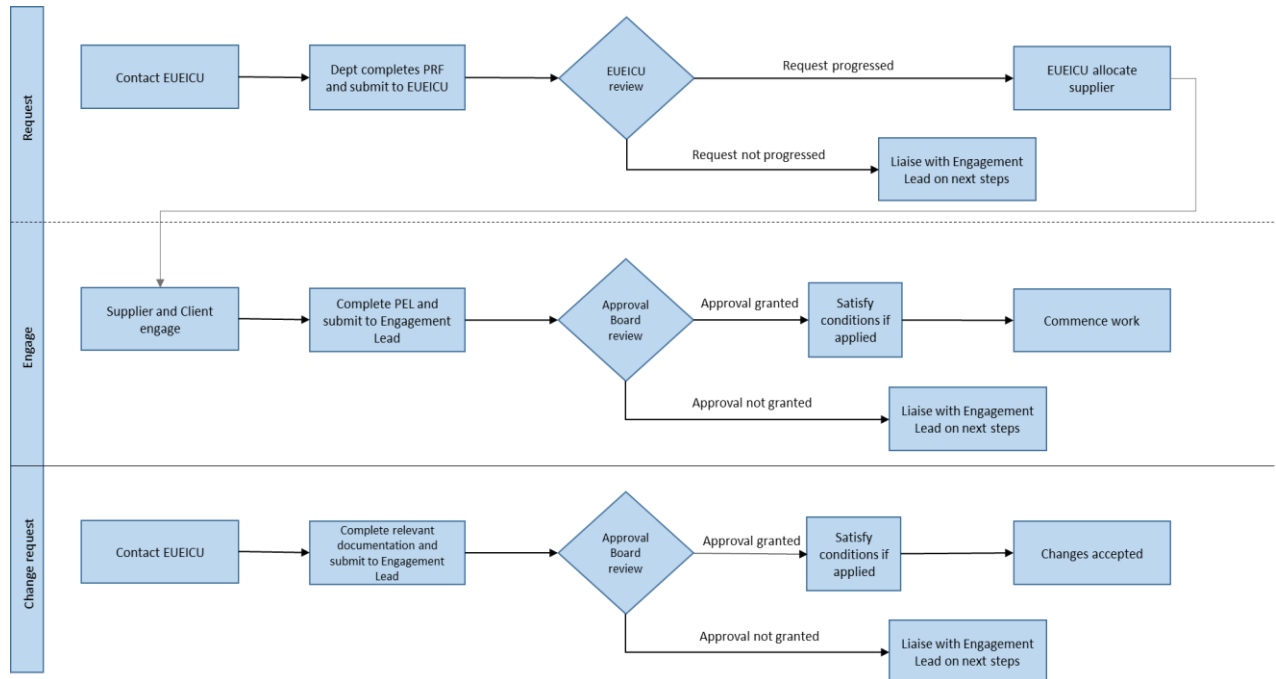 Request
Contact EUEICU
Dept completes PRF
and submit to EUEICU
EUEICU
review
Request progressed
EUEICU allocate
supplier
Request not progressed
Liaise with Engagement
Lead on next steps
Engage
Supplier and Client
engage
Complete PEL and
submit to Engagement
Lead
Approval
Board
review
Approval granted
Satisfy
conditions if
applied
Commence work
Approval not granted
Liaise with Engagement
Lead on next steps
Change request
Contact EUEICU
Complete relevant
documentation and
submit to Engagement
Lead
Approval
Board
review
Approval granted
Satisfy
conditions if
applied
Changes accepted
Approval not granted
Liaise with Engagement
Lead on next steps